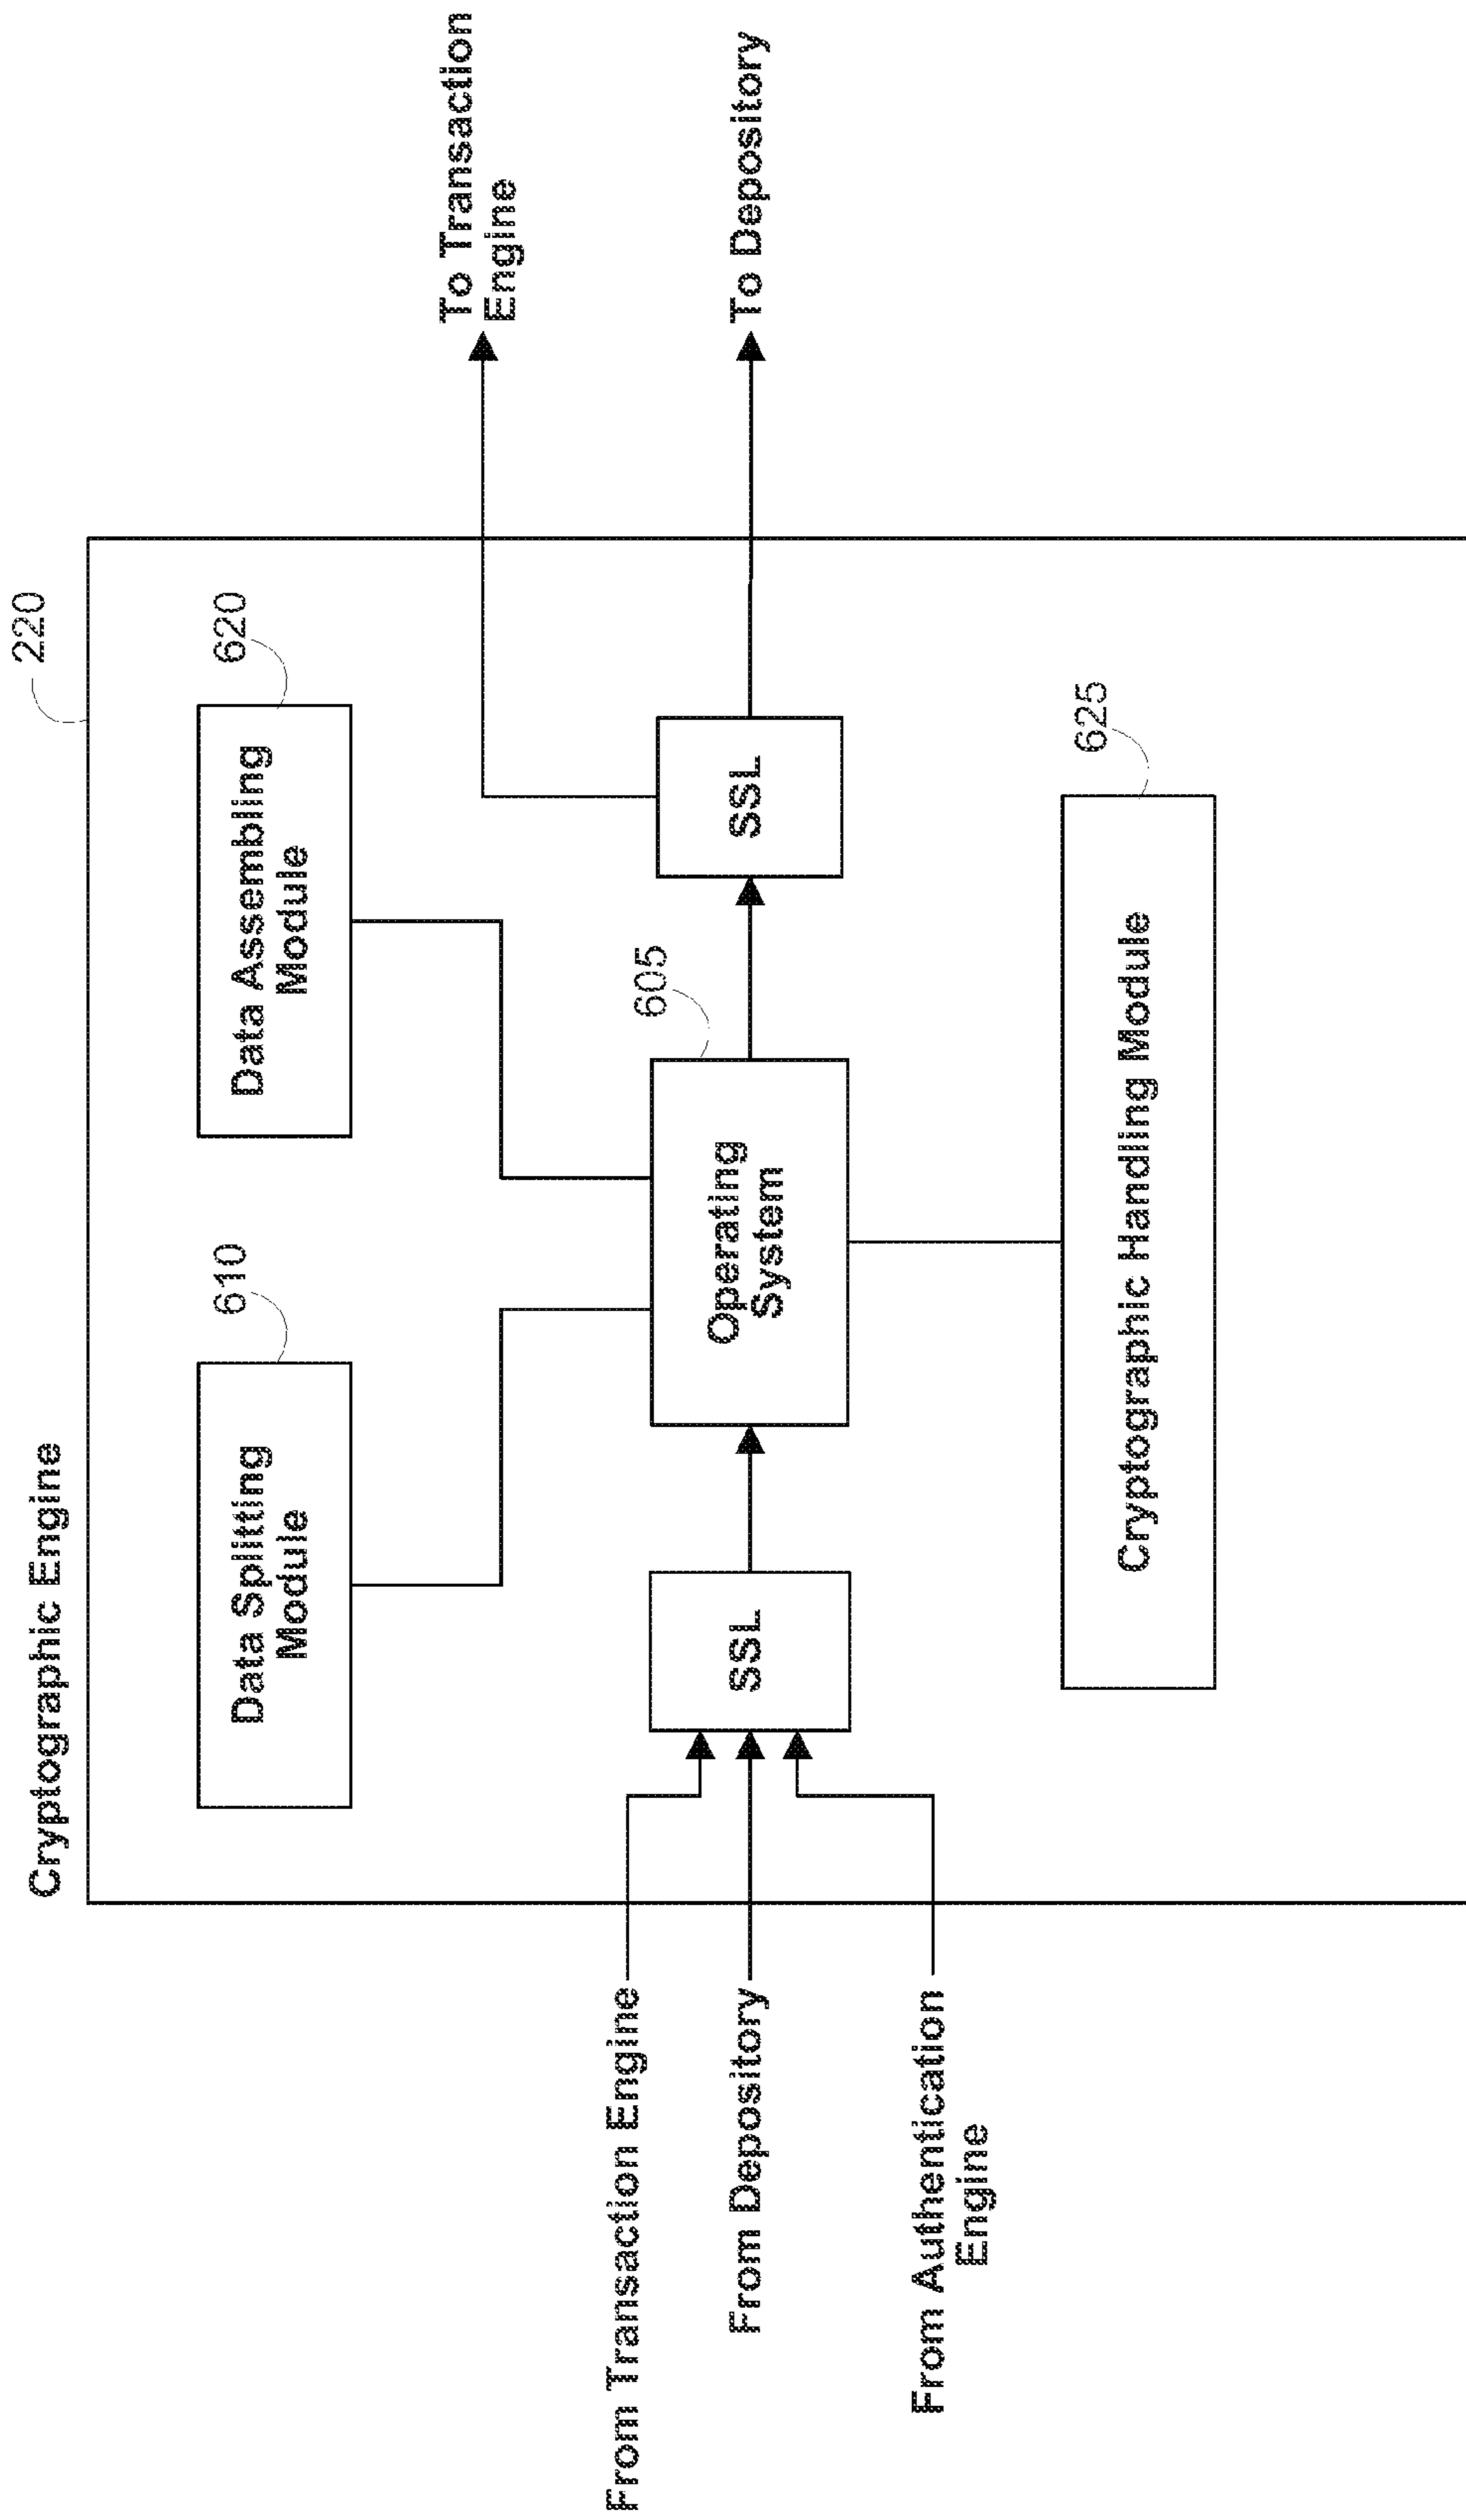 Cryptographic Engine
220
Data Splitting
Module
610
Data Assembling
Module
620
To Transaction
Engine
From Transaction Engine
From Depository
From Authentication
Engine
SSL
Operating
System
605
SSL
To Depository
Cryptographic Handling Module
625